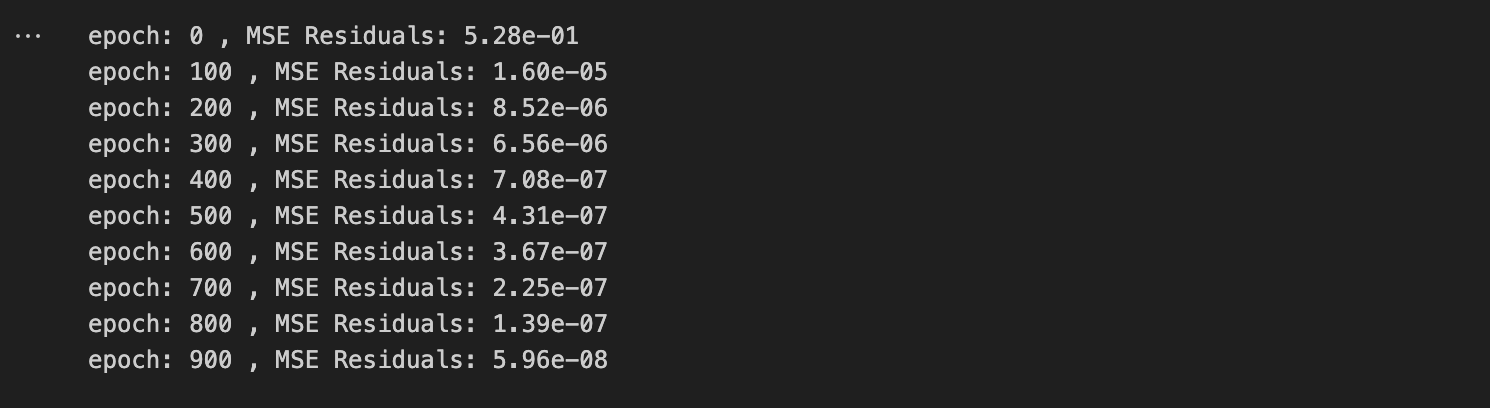 epoch: 0 , MSE Residuals: 5.28e-01
epoch: 100 , MSE Residuals: 1.60e-05
epoch: 200 , MSE Residuals: 8.52e-06
epoch: 300 , MSE Residuals: 6.56e-06
epoch: 400 , MSE Residuals: 7.08e-07
epoch: 500 , MSE Residuals: 4.31e-07
epoch: 600 , MSE Residuals: 3.67e-07
epoch: 700 , MSE Residuals: 2.25e-07
epoch: 800 , MSE Residuals: 1.39e-07
epoch: 900 , MSE Residuals: 5.96e-08